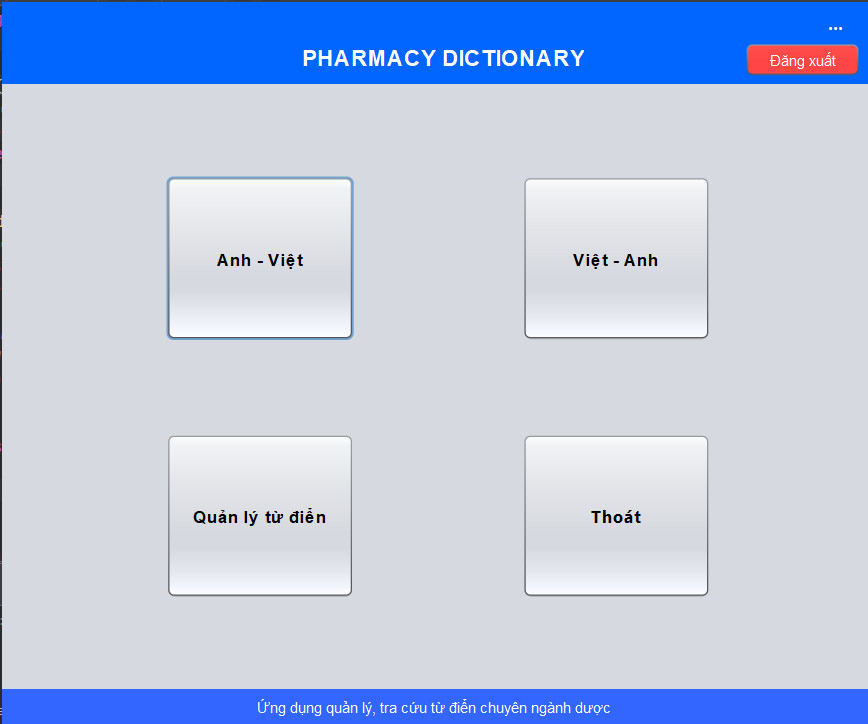 ...
PHARMACY DICTIONARY
Đăng xuất
Anh - Việt
Việt - Anh
Quản lý từ điển
Thoát
Ứng dụng quản lý, tra cứu từ điển chuyên ngành dược